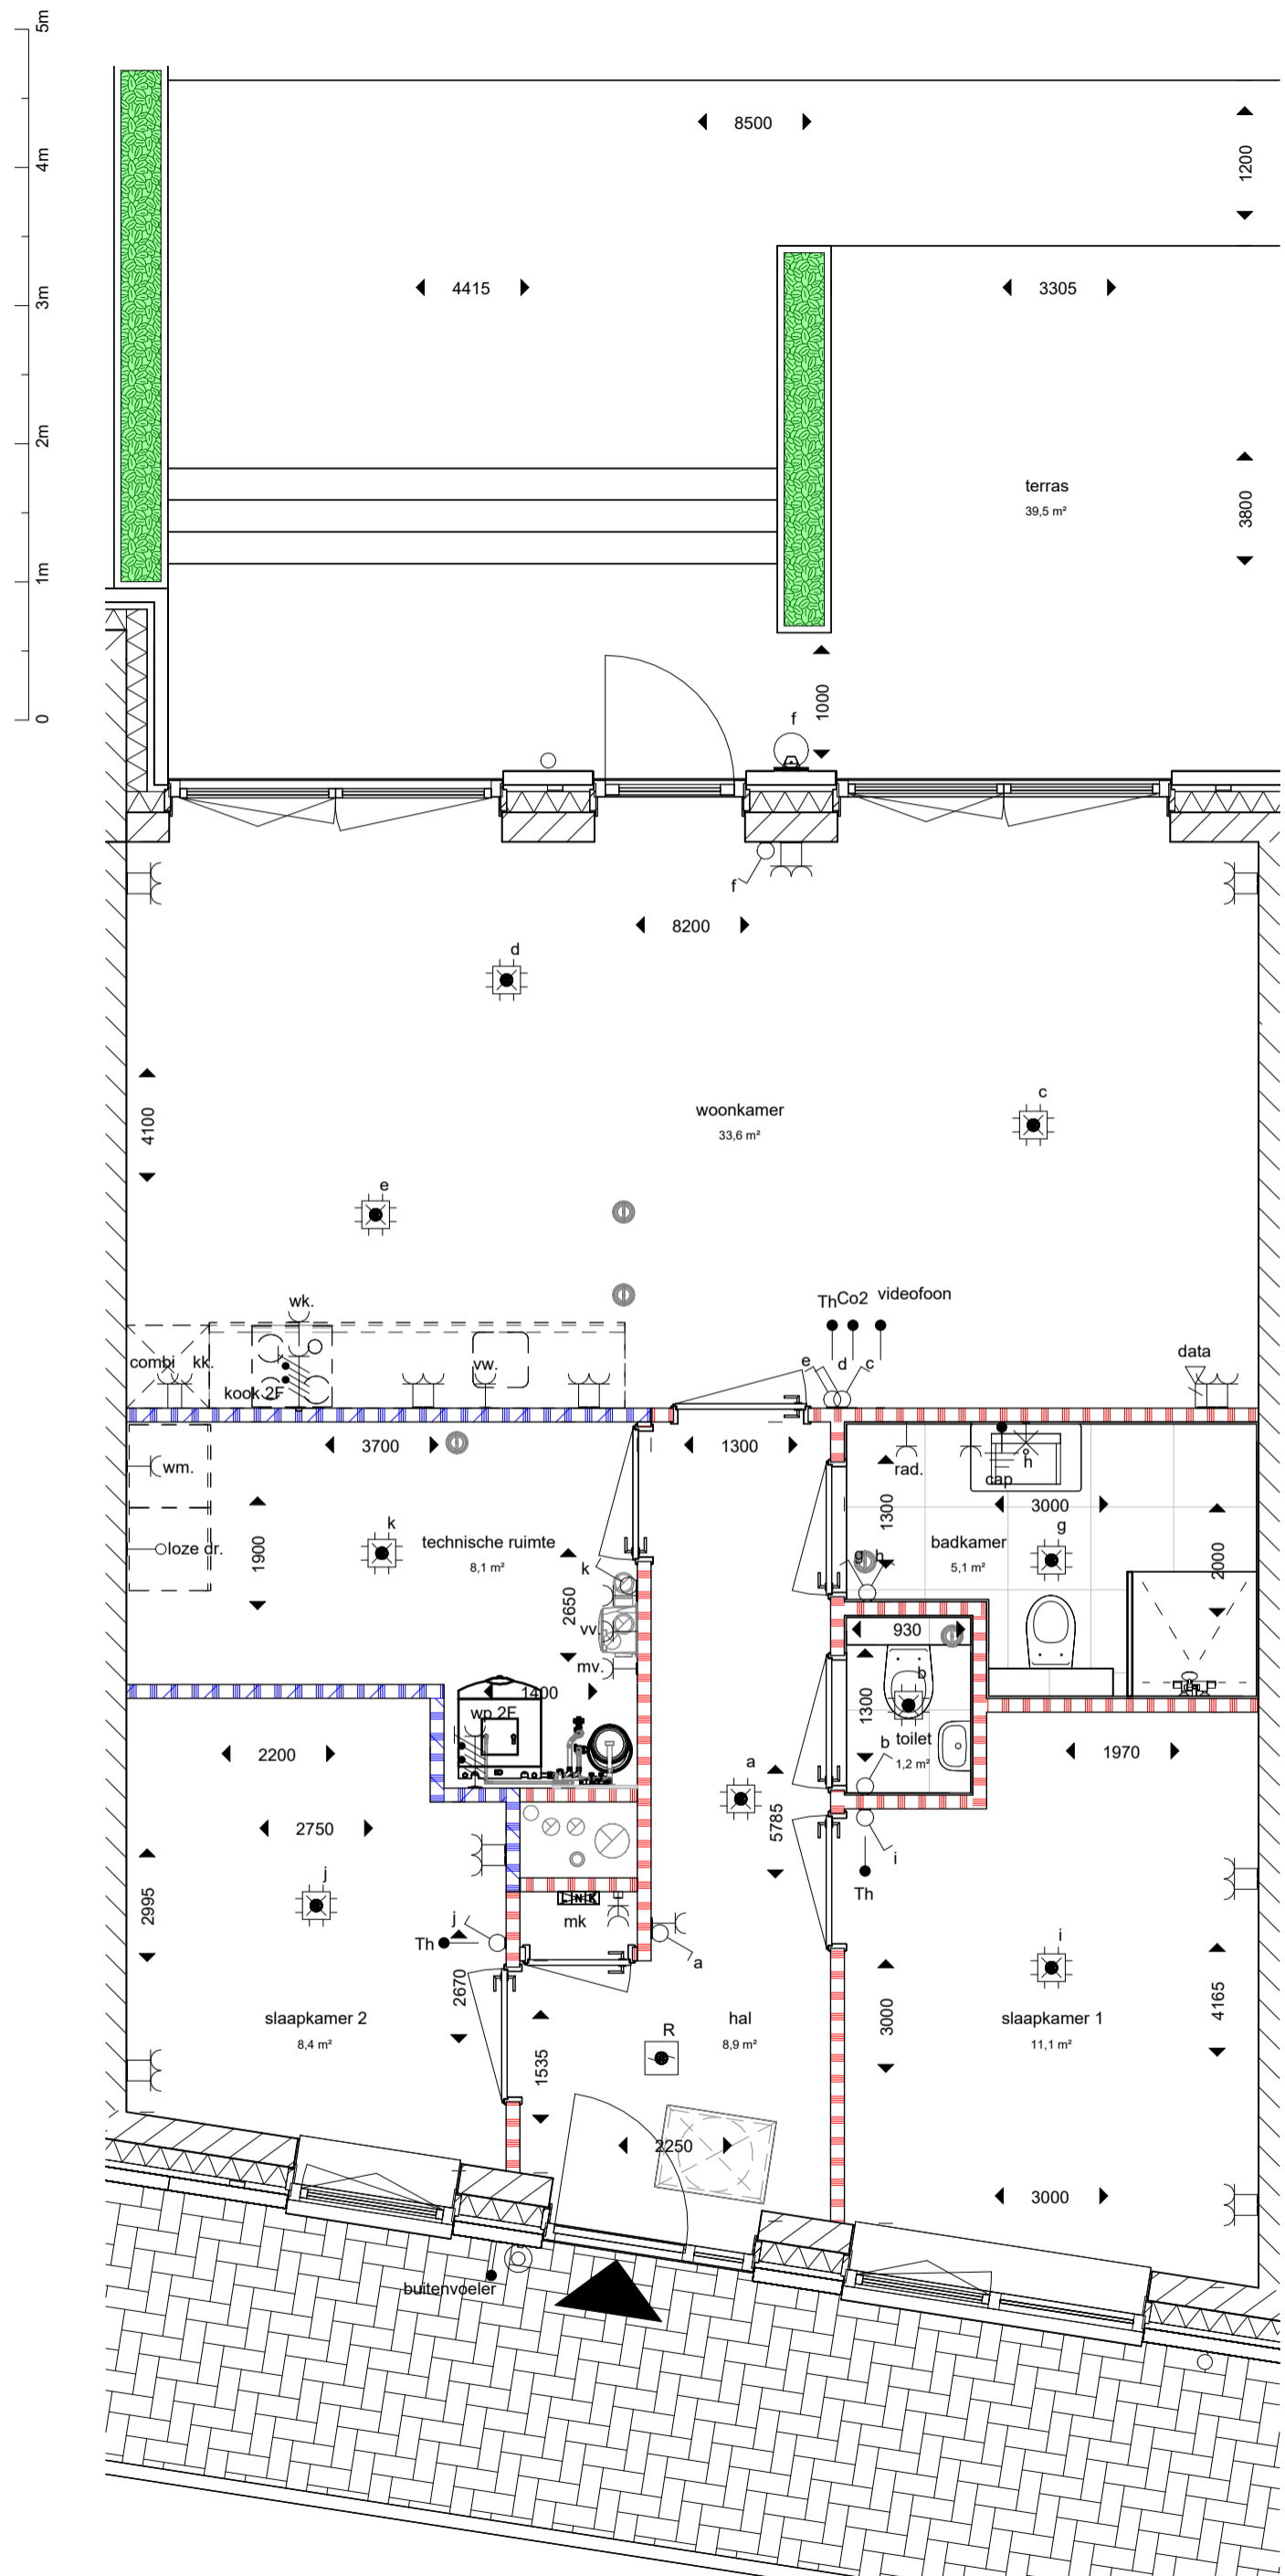 5m
4m
3m
2m
1m
0
8500
1200
4415
3305
terras
39,5 m²
3800
1000
f
f
8200
d
c
4100
woonkamer
33,6 m²
e
wk.
Th
Co2
videofoon
combi
kk.
vw.
kook 2F
e
d
c
data
3700
1300
wm.
rad.
cap
h
3000
1900
k
technische ruimte
8,1 m²
1300
badkamer
5,1 m²
g
2000
loze dr.
k
g
h
2650
vv.
930
mv.
1400
wp 2F
b
1300
toilet
1,2 m²
b
2200
a
1970
2750
5785
i
Th
j
2995
L N K
mk
j
Th
a
i
2670
slaapkamer 2
8,4 m²
hal
8,9 m²
3000
slaapkamer 1
11,1 m²
4165
R
1535
2250
3000
buitenvoeler